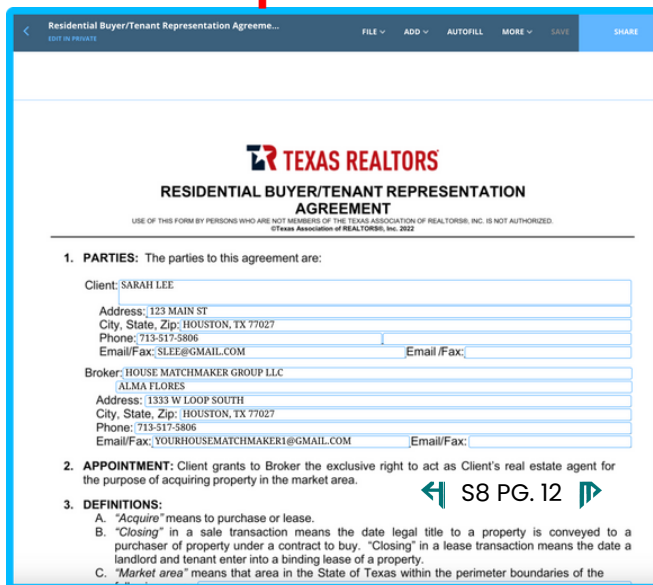 Residential Buyer/Tenant Representation Agreeme...
EDIT IN PRIVATE
FILE ADD AUTOFILL MORE SAVE SHARE
TEXAS REALTORS
RESIDENTIAL BUYER/TENANT REPRESENTATION
AGREEMENT
USE OF THIS FORM BY PERSONS WHO ARE NOT MEMBERS OF THE TEXAS ASSOCIATION OF REALTORS®, INC. IS NOT AUTHORIZED.
©Texas Association of REALTORS®, Inc. 2022
1. PARTIES: The parties to this agreement are:
Client: SARAH LEE
Address: 123 MAIN ST
City, State, Zip: HOUSTON, TX 77027
Phone: 713-517-5806
Email/Fax: SLEE@GMAIL.COM Email /Fax:
Broker: HOUSE MATCHMAKER GROUP LLC
ALMA FLORES
Address: 1333 W LOOP SOUTH
City, State, Zip: HOUSTON, TX 77027
Phone: 713-517-5806
Email/Fax: YOURHOUSEMATCHMAKER1@GMAIL.COM Email/Fax:
2. APPOINTMENT: Client grants to Broker the exclusive right to act as Client's real estate agent for
the purpose of acquiring property in the market area.
S8 PG. 12
3. DEFINITIONS:
A. "Acquire" means to purchase or lease.
B. "Closing" in a sale transaction means the date legal title to a property is conveyed to a
purchaser of property under a contract to buy. "Closing" in a lease transaction means the date a
landlord and tenant enter into a binding lease of a property.
C. "Market area" means that area in the State of Texas within the perimeter boundaries of the